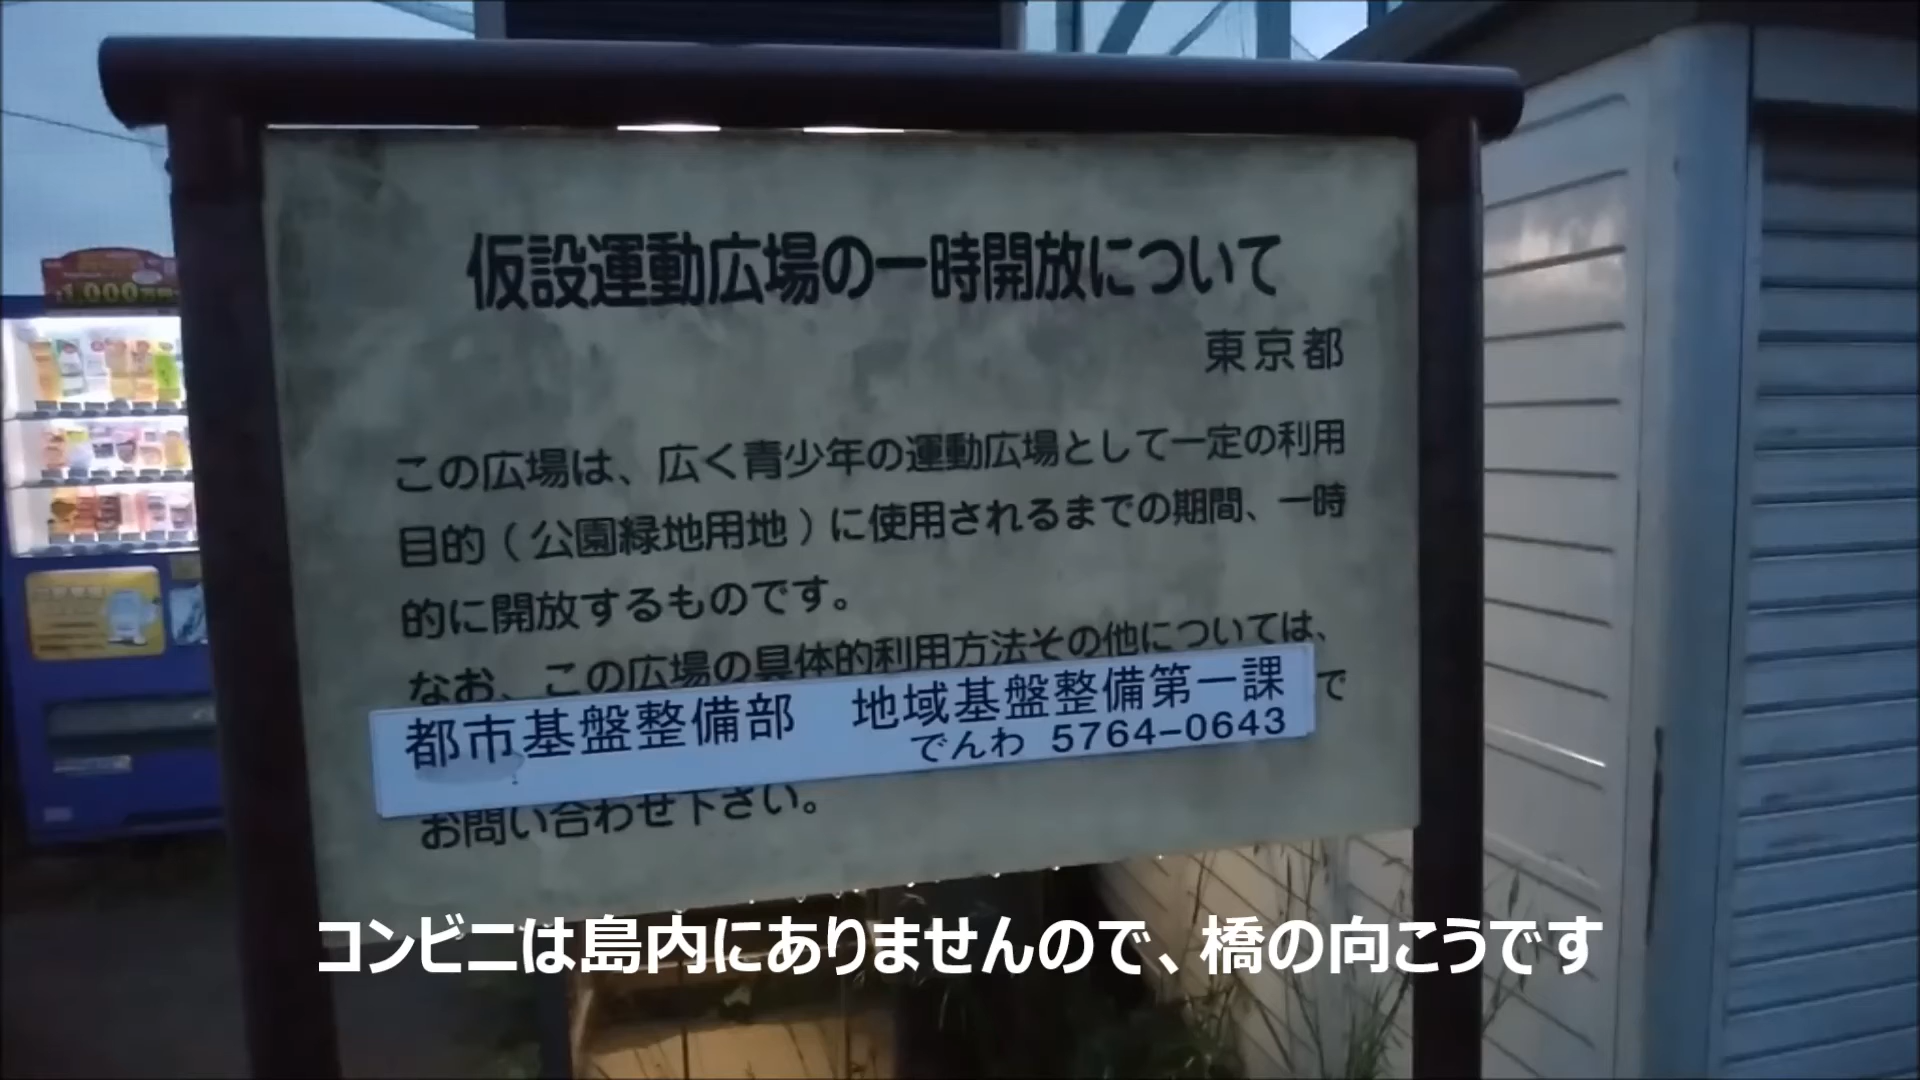 1,000万円
仮設運動広場の一時開放について
東京都
この広場は、広く青少年の運動広場として一定の利用
目的（公園緑地用地）に使用されるまでの期間、一時
的に開放するものです。
なお、この広場の具体的利用方法その他については、
都市基盤整備部　地域基盤整備第一課 で
でんわ 5764-0643
お問い合わせ下さい。
コンビニは島内にありませんので、橋の向こうです